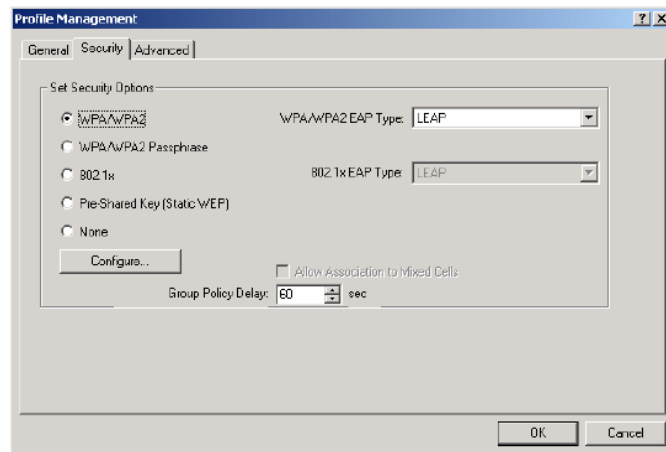 Profile Management
General Security Advanced
Set Security Options
WPA/WPA2 WPA/WPA2 EAP Type: LEAP
WPA/WPA2 Passphrase
802.1x 802.1x EAP Type: LEAP
Pre-Shared Key (Static WEP)
None
Configure...
Allow Association to Mixed Cells
Group Policy Delay: 60 sec
OK Cancel